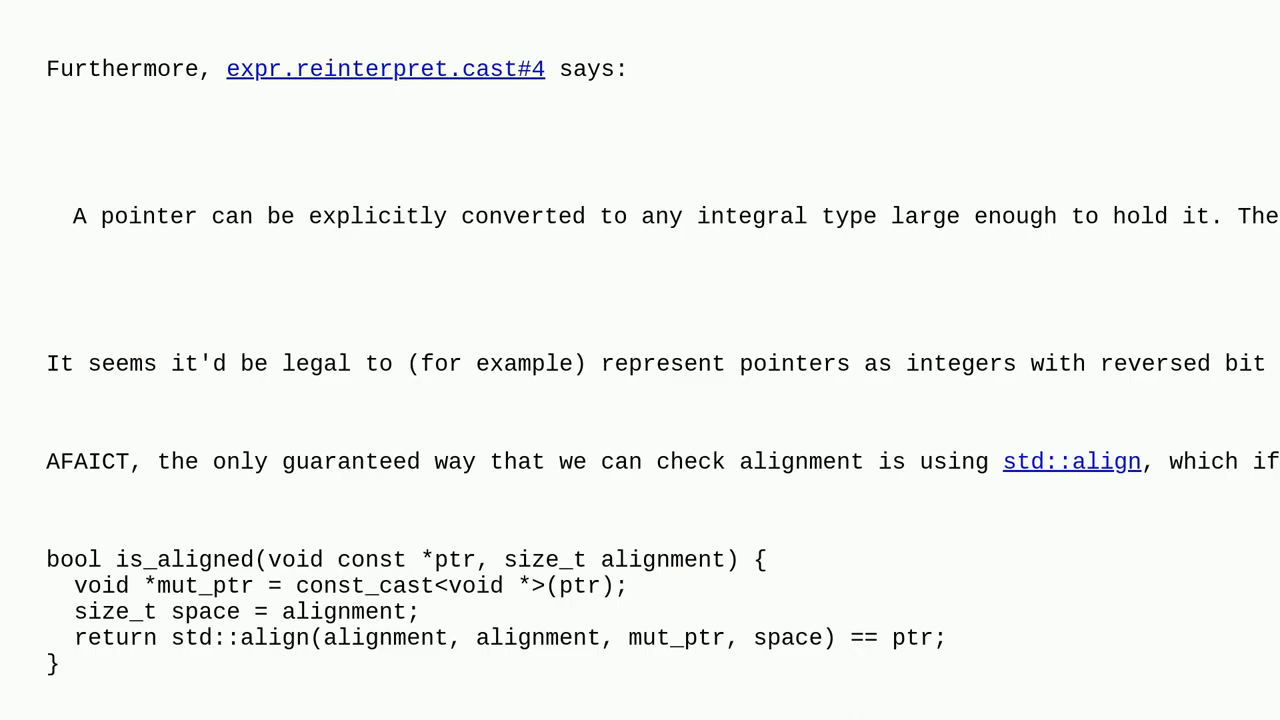 Furthermore, expr.reinterpret.cast#4 says:
A pointer can be explicitly converted to any integral type large enough to hold it. The
It seems it'd be legal to (for example) represent pointers as integers with reversed bit
AFAICT, the only guaranteed way that we can check alignment is using std::align, which if
bool is_aligned(void const *ptr, size_t alignment) {
  void *mut_ptr = const_cast<void *>(ptr);
  size_t space = alignment;
  return std::align(alignment, alignment, mut_ptr, space) == ptr;
}